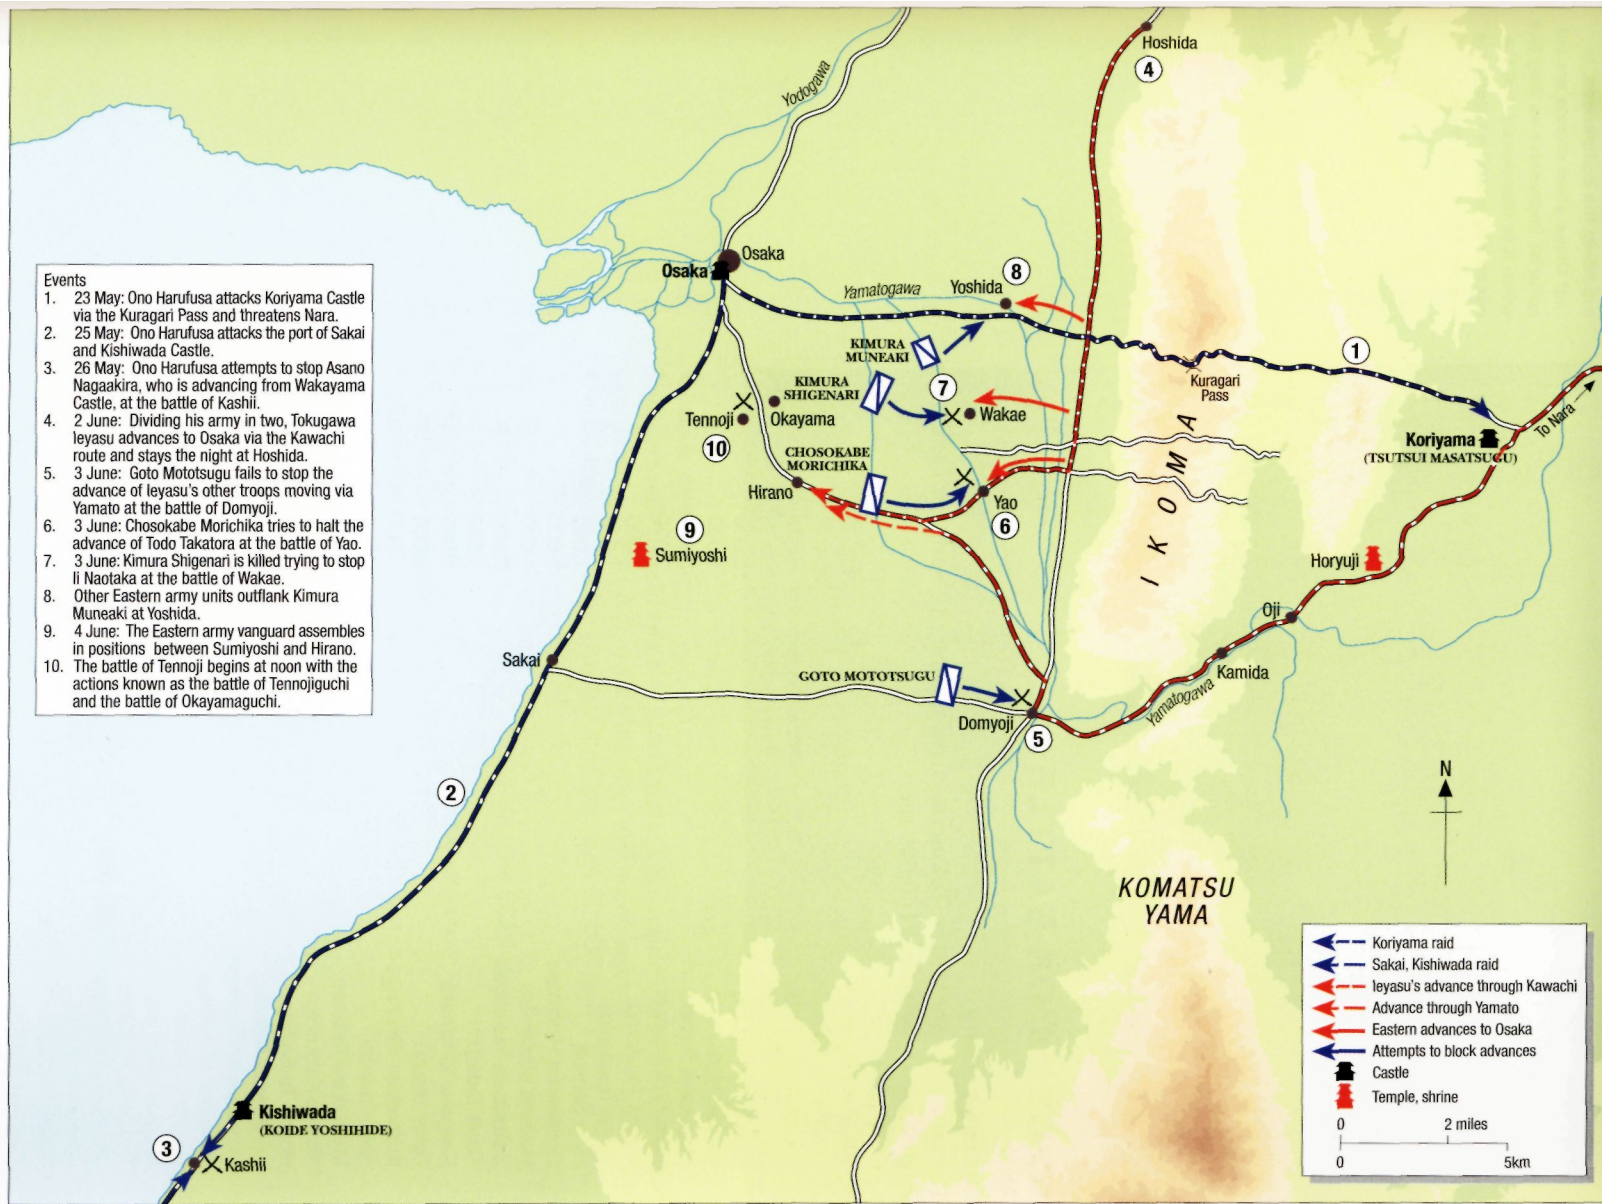 Hoshida
4
Yodogawa
Osaka
Osaka
8
Yamatogawa
Yoshida
Events
1. 23 May: Ono Harufusa attacks Koriyama Castle
via the Kuragari Pass and threatens Nara.
2. 25 May: Ono Harufusa attacks the port of Sakai
and Kishiwada Castle.
3. 26 May: Ono Harufusa attempts to stop Asano
Nagaakira, who is advancing from Wakayama
Castle, at the battle of Kashii.
4. 2 June: Dividing his army in two, Tokugawa
Ieyasu advances to Osaka via the Kawachi
route and stays the night at Hoshida.
5. 3 June: Goto Mototsugu fails to stop the
advance of Ieyasu's other troops moving via
Yamato at the battle of Domyoji.
6. 3 June: Chosokabe Morichika tries to halt the
advance of Todo Takatora at the battle of Yao.
7. 3 June: Kimura Shigenari is killed trying to stop
Ii Naotaka at the battle of Wakae.
8. Other Eastern army units outflank Kimura
Muneaki at Yoshida.
9. 4 June: The Eastern army vanguard assembles
in positions between Sumiyoshi and Hirano.
10. The battle of Tennoji begins at noon with the
actions known as the battle of Tennojiguchi
and the battle of Okayamaguchi.
KIMURA
MUNEAKI
1
KIMURA
SHIGENARI
7
Kuragari
Pass
Tennoji
Okayama
Wakae
To Nara
10
Koriyama
(TSUTSUI MASATSUGU)
CHOSOKABE
MORICHIKA
Hirano
Yao
6
IKOMA
9
Sumiyoshi
Horyuji
Oji
Sakai
Kamida
GOTO MOTOTSUGU
Yamatogawa
Domyoji
5
2
N
KOMATSU
YAMA
Koriyama raid
Sakai, Kishiwada raid
Ieyasu's advance through Kawachi
Advance through Yamato
Eastern advances to Osaka
Attempts to block advances
Castle
Temple, shrine
0 2 miles
0 5km
Kishiwada
(KOIDE YOSHIHIDE)
3
Kashii